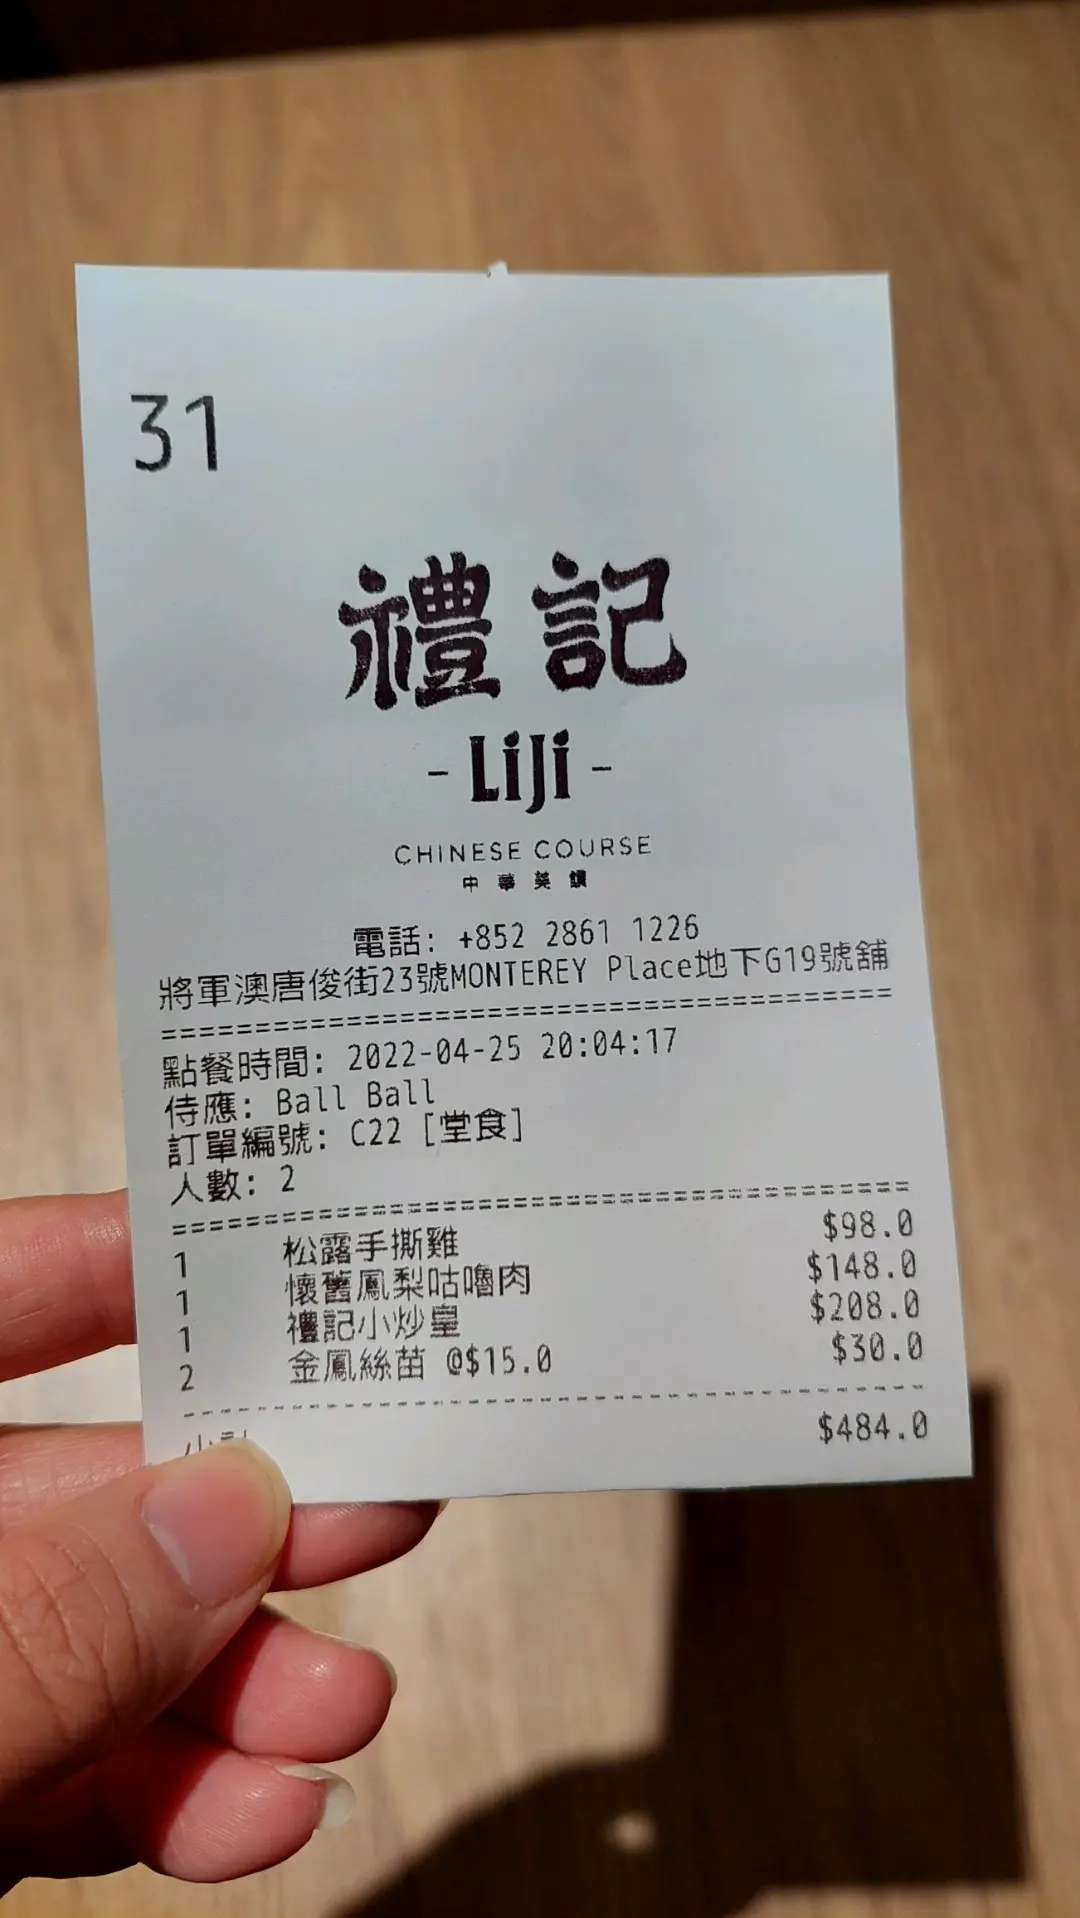 31
禮記
- LiJi -
CHINESE COURSE
中華美饌
電話: +852 2861 1226
將軍澳唐俊街23號MONTEREY Place地下G19號舖
======================================
點餐時間: 2022-04-25 20:04:17
侍應: Ball Ball
訂單編號: C22 [堂食]
人數: 2
1 松露手撕雞 $98.0
1 懷舊鳳梨咕嚕肉 $148.0
1 禮記小炒皇 $208.0
2 金鳳絲苗 @$15.0 $30.0
$484.0